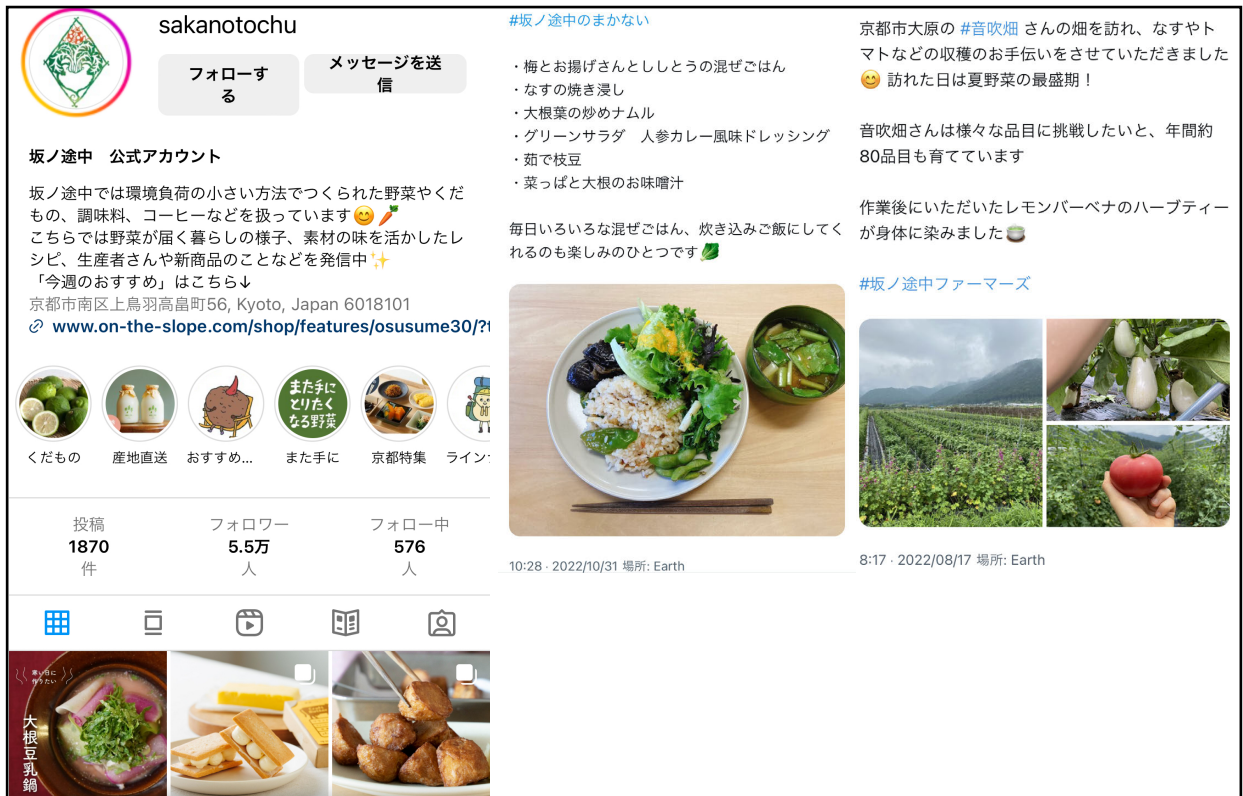 sakanotochu
フォローす
る
メッセージを送
信
坂ノ途中　公式アカウント
坂ノ途中では環境負荷の小さい方法でつくられた野菜やくだ
もの、調味料、コーヒーなどを扱っています😊🥕
こちらでは野菜が届く暮らしの様子、素材の味を活かしたレ
シピ、生産者さんや新商品のことなどを発信中✨
「今週のおすすめ」はこちら↓
京都市南区上鳥羽高畠町56, Kyoto, Japan 6018101
www.on-the-slope.com/shop/features/osusume30/?t
また手に
とりたく
なる野菜
くだもの
産地直送
おすすめ...
また手に
京都特集
ライン
投稿
1870
件
フォロワー
5.5万
人
フォロー中
576
人
寒い日に
作りたい
大根豆乳鍋
#坂ノ途中のまかない
・梅とお揚げさんとししとうの混ぜごはん
・なすの焼き浸し
・大根葉の炒めナムル
・グリーンサラダ　人参カレー風味ドレッシング
・茹で枝豆
・菜っぱと大根のお味噌汁
毎日いろいろな混ぜごはん、炊き込みご飯にしてく
れるのも楽しみのひとつです🥬
10:28 · 2022/10/31 場所: Earth
京都市大原の #音吹畑 さんの畑を訪れ、なすやト
マトなどの収穫のお手伝いをさせていただきました
😊 訪れた日は夏野菜の最盛期！
音吹畑さんは様々な品目に挑戦したいと、年間約
80品目も育てています
作業後にいただいたレモンバーベナのハーブティー
が身体に染みました🍵
#坂ノ途中ファーマーズ
8:17 · 2022/08/17 場所: Earth